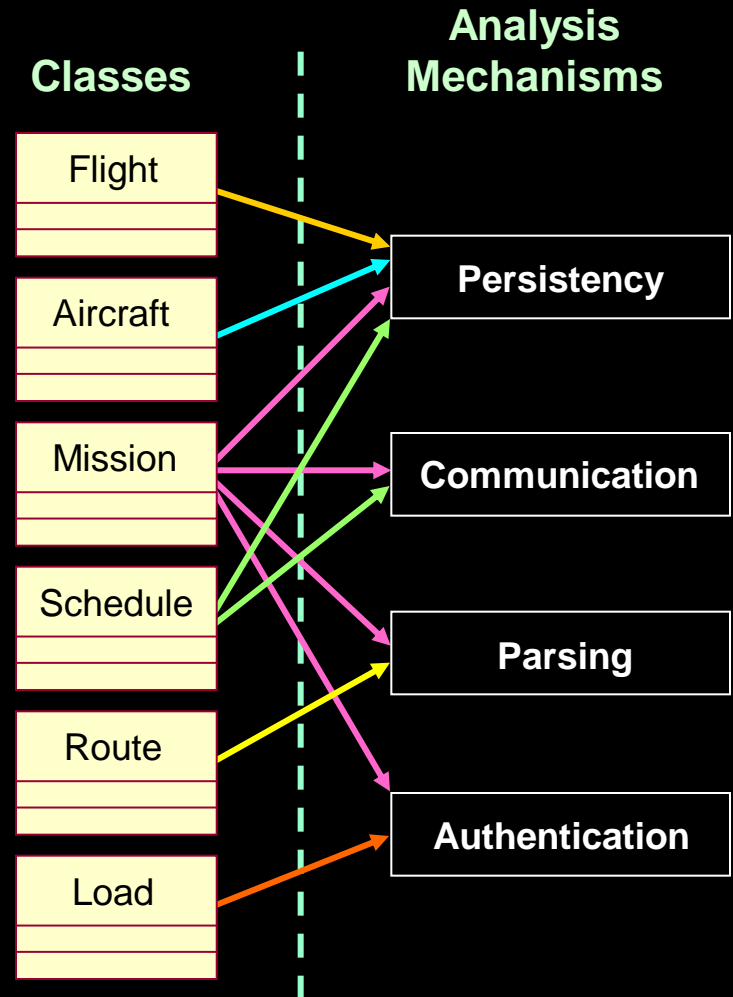 Classes
Analysis
Mechanisms
Flight
Aircraft
Mission
Schedule
Route
Load
Persistency
Communication
Parsing
Authentication